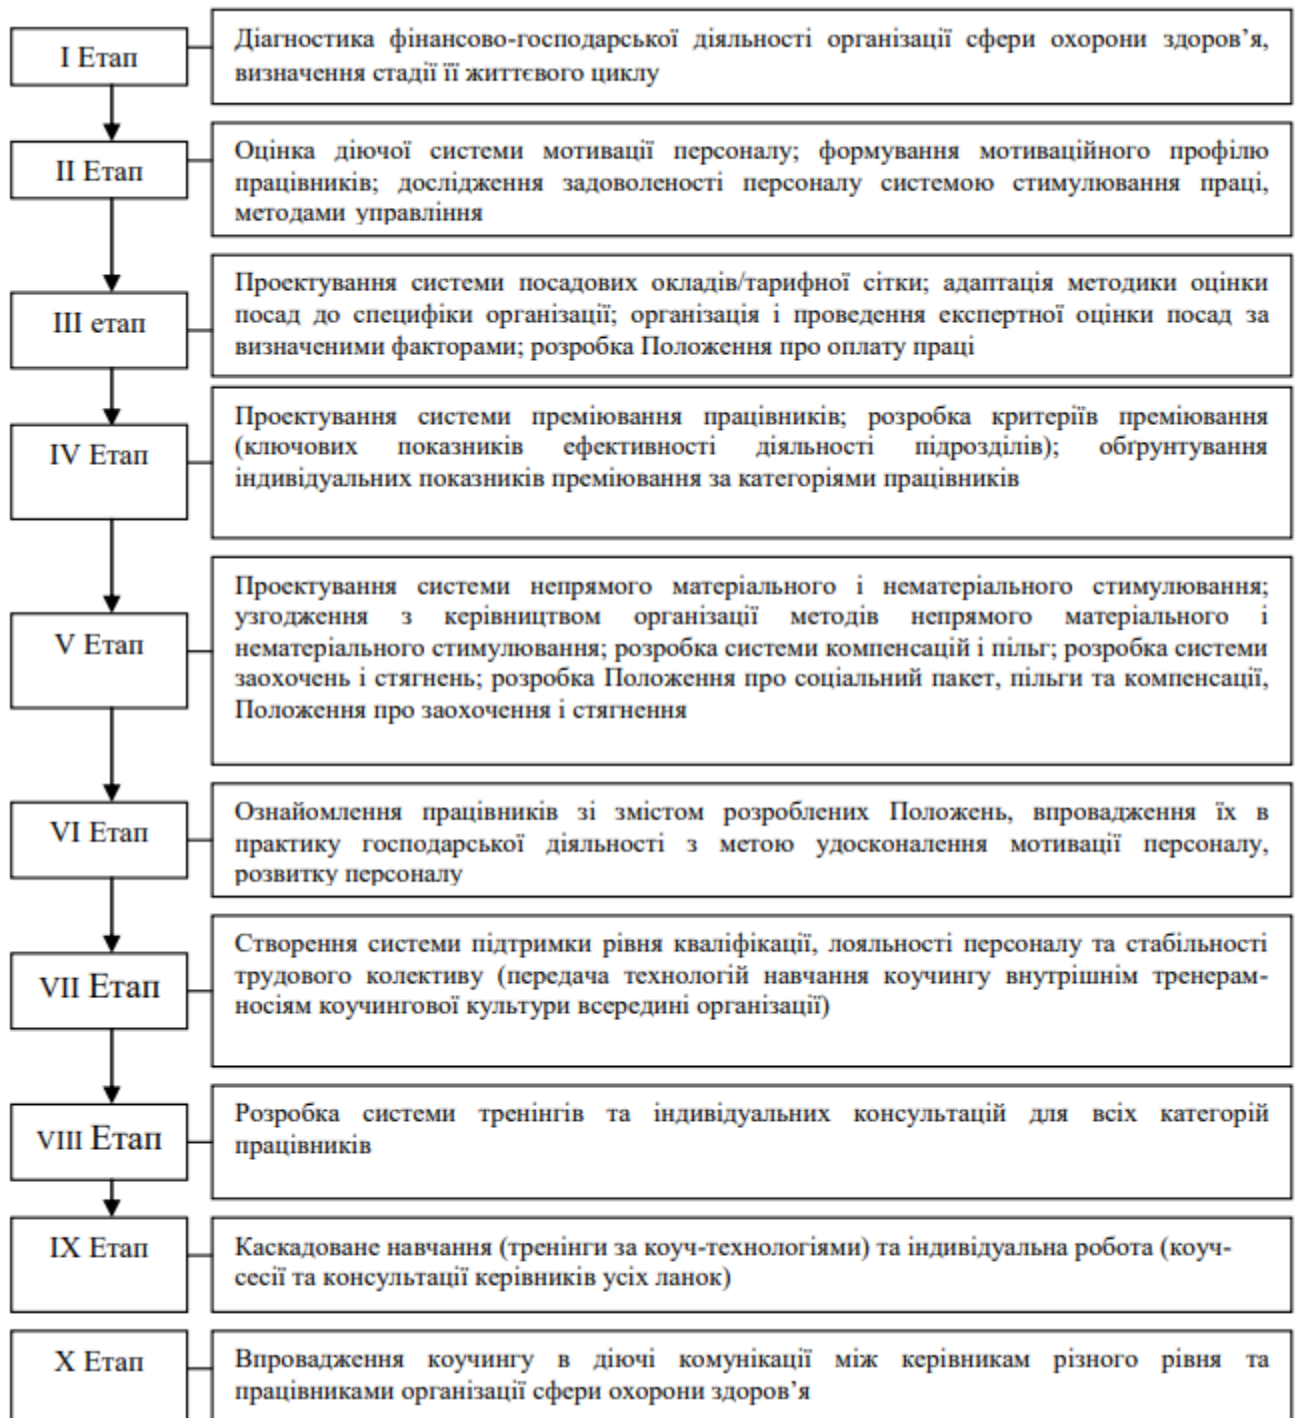 І Етап
Діагностика фінансово-господарської діяльності організації сфери охорони здоров’я,
визначення стадії її життєвого циклу
ІІ Етап
Оцінка діючої системи мотивації персоналу; формування мотиваційного профілю
працівників; дослідження задоволеності персоналу системою стимулювання праці,
методами управління
ІІІ етап
Проектування системи посадових окладів/тарифної сітки; адаптація методики оцінки
посад до специфіки організації; організація і проведення експертної оцінки посад за
визначеними факторами; розробка Положення про оплату праці
IV Етап
Проектування системи преміювання працівників; розробка критеріїв преміювання
(ключових показників ефективності діяльності підрозділів); обґрунтування
індивідуальних показників преміювання за категоріями працівників
V Етап
Проектування системи непрямого матеріального і нематеріального стимулювання;
узгодження з керівництвом організації методів непрямого матеріального і
нематеріального стимулювання; розробка системи компенсацій і пільг; розробка системи
заохочень і стягнень; розробка Положення про соціальний пакет, пільги та компенсації,
Положення про заохочення і стягнення
VI Етап
Ознайомлення працівників зі змістом розроблених Положень, впровадження їх в
практику господарської діяльності з метою удосконалення мотивації персоналу,
розвитку персоналу
VII Етап
Створення системи підтримки рівня кваліфікації, лояльності персоналу та стабільності
трудового колективу (передача технологій навчання коучингу внутрішнім тренерам-
носіям коучингової культури всередині організації)
VIII Етап
Розробка системи тренінгів та індивідуальних консультацій для всіх категорій
працівників
IX Етап
Каскадоване навчання (тренінги за коуч-технологіями) та індивідуальна робота (коуч-
сесії та консультації керівників усіх ланок)
X Етап
Впровадження коучингу в діючі комунікації між керівникам різного рівня та
працівниками організації сфери охорони здоров’я